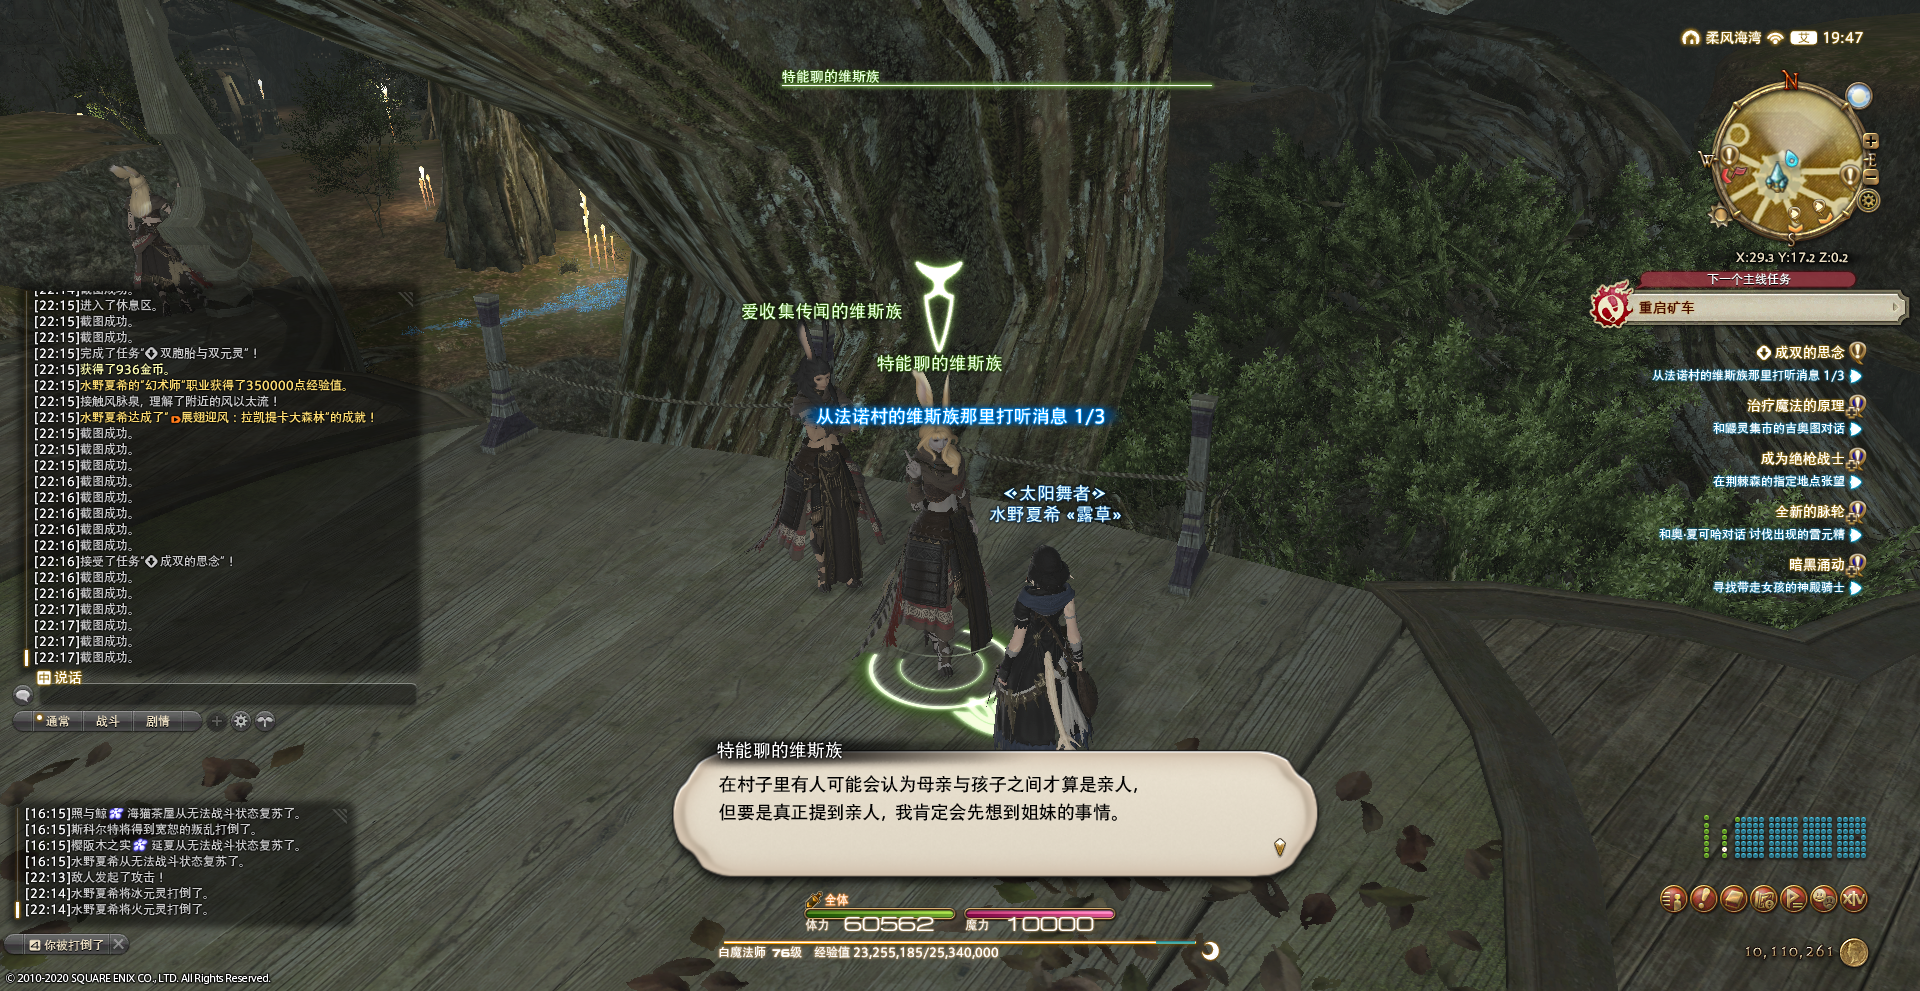 柔风海湾 艾 19:47
特能聊的维斯族
N
W
E
S
X:29.3 Y:17.2 Z:0.2
下一个主线任务
重启矿车
成双的思念
从法诺村的维斯族那里打听消息 1/3
治疗魔法的原理
和鼹灵集市的吉奥图对话
成为绝枪战士
在荆棘森的指定地点张望
全新的脉轮
和奥·夏可哈对话 讨伐出现的雷元精
暗黑涌动
寻找带走女孩的神殿骑士
爱收集传闻的维斯族
特能聊的维斯族
从法诺村的维斯族那里打听消息 1/3
<太阳舞者>
水野夏希 «露草»
[22:14]截图成功。
[22:15]进入了休息区。
[22:15]截图成功。
[22:15]截图成功。
[22:15]完成了任务“双胞胎与双元灵”！
[22:15]获得了936金币。
[22:15]水野夏希的“幻术师”职业获得了350000点经验值。
[22:15]接触风脉泉，理解了附近的风以太流！
[22:15]水野夏希达成了“展翅迎风：拉凯提卡大森林”的成就！
[22:15]截图成功。
[22:15]截图成功。
[22:15]截图成功。
[22:16]截图成功。
[22:16]截图成功。
[22:16]截图成功。
[22:16]截图成功。
[22:16]截图成功。
[22:16]接受了任务“成双的思念”！
[22:16]截图成功。
[22:16]截图成功。
[22:17]截图成功。
[22:17]截图成功。
[22:17]截图成功。
[22:17]截图成功。
说话
通常 战斗 剧情
[16:15]照与鲸 海猫茶屋从无法战斗状态复苏了。
[16:15]斯科尔特将得到宽恕的叛乱打倒了。
[16:15]樱阪木之实 延夏从无法战斗状态复苏了。
[16:15]水野夏希从无法战斗状态复苏了。
[22:13]敌人发起了攻击！
[22:14]水野夏希将冰元灵打倒了。
[22:14]水野夏希将火元灵打倒了。
4 你被打倒了
© 2010-2020 SQUARE ENIX CO., LTD. All Rights Reserved.
特能聊的维斯族
在村子里有人可能会认为母亲与孩子之间才算是亲人，
但要是真正提到亲人，我肯定会先想到姐妹的事情。
全体
体力 60562 魔力 10000
白魔法师 76级 经验值 23,255,185/25,340,000
XIV
10,110,261